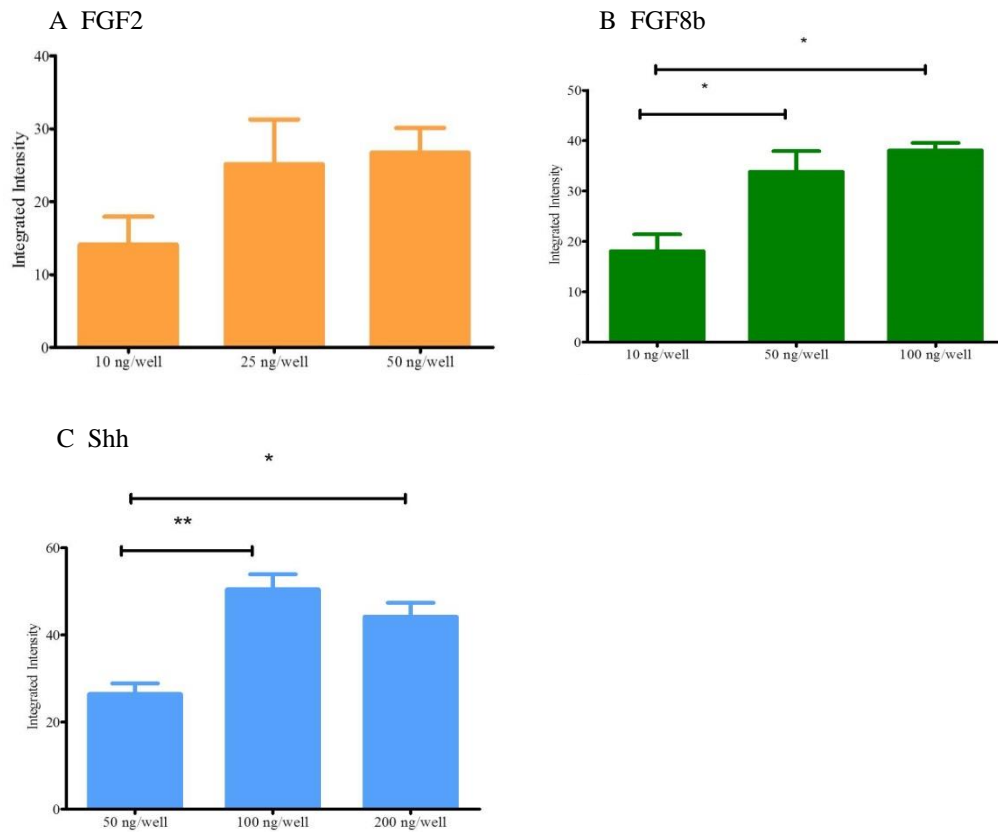 A FGF2
40
30
20
10
0
Integrated Intensity
10 ng/well 25 ng/well 50 ng/well
B FGF8b
*
*
50
40
30
20
10
0
Integrated Intensity
10 ng/well 50 ng/well 100 ng/well
C Shh
*
**
60
40
20
0
Integrated Intensity
50 ng/well 100 ng/well 200 ng/well